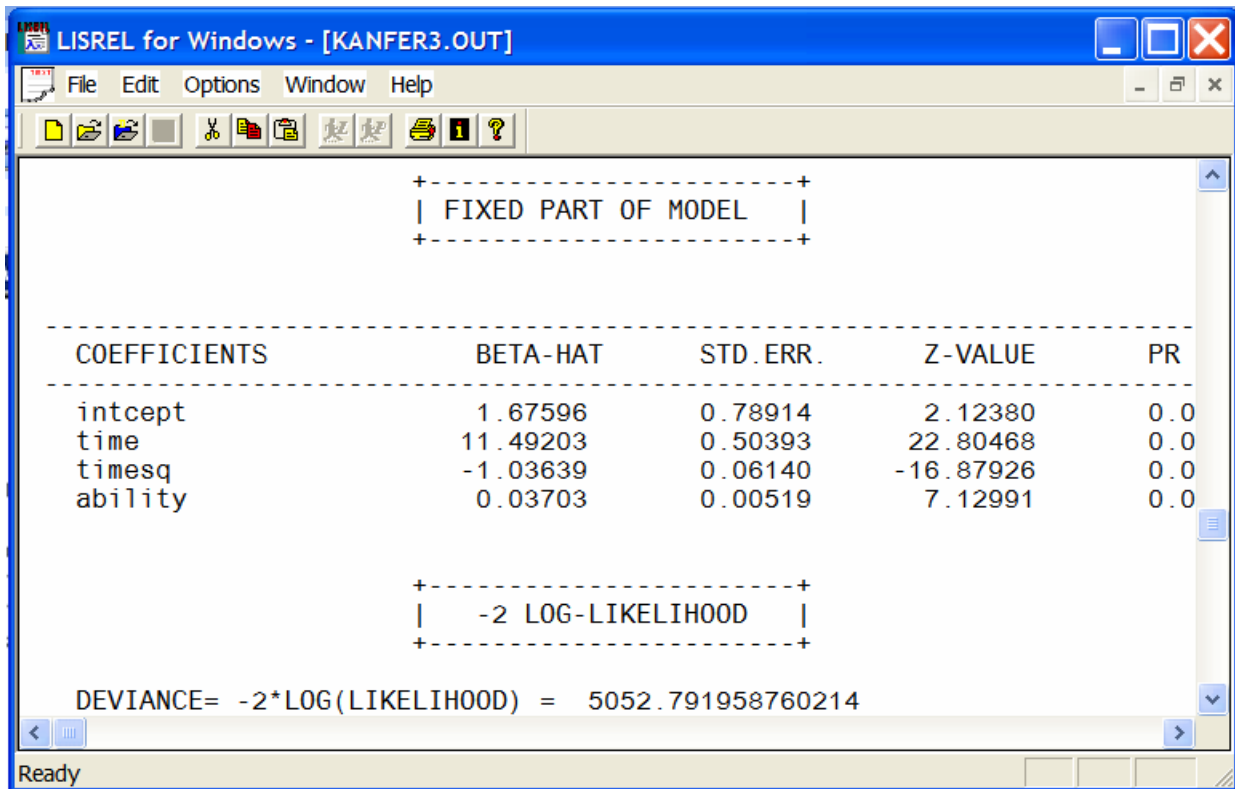 LISREL for Windows - [KANFER3.OUT]
File Edit Options Window Help
+-----------------------+
| FIXED PART OF MODEL |
+-----------------------+
COEFFICIENTS BETA-HAT STD.ERR. Z-VALUE PR
intcept 1.67596 0.78914 2.12380 0.0
time 11.49203 0.50393 22.80468 0.0
timesq -1.03639 0.06140 -16.87926 0.0
ability 0.03703 0.00519 7.12991 0.0
+-----------------------+
| -2 LOG-LIKELIHOOD |
+-----------------------+
DEVIANCE= -2*LOG(LIKELIHOOD) = 5052.791958760214
Ready